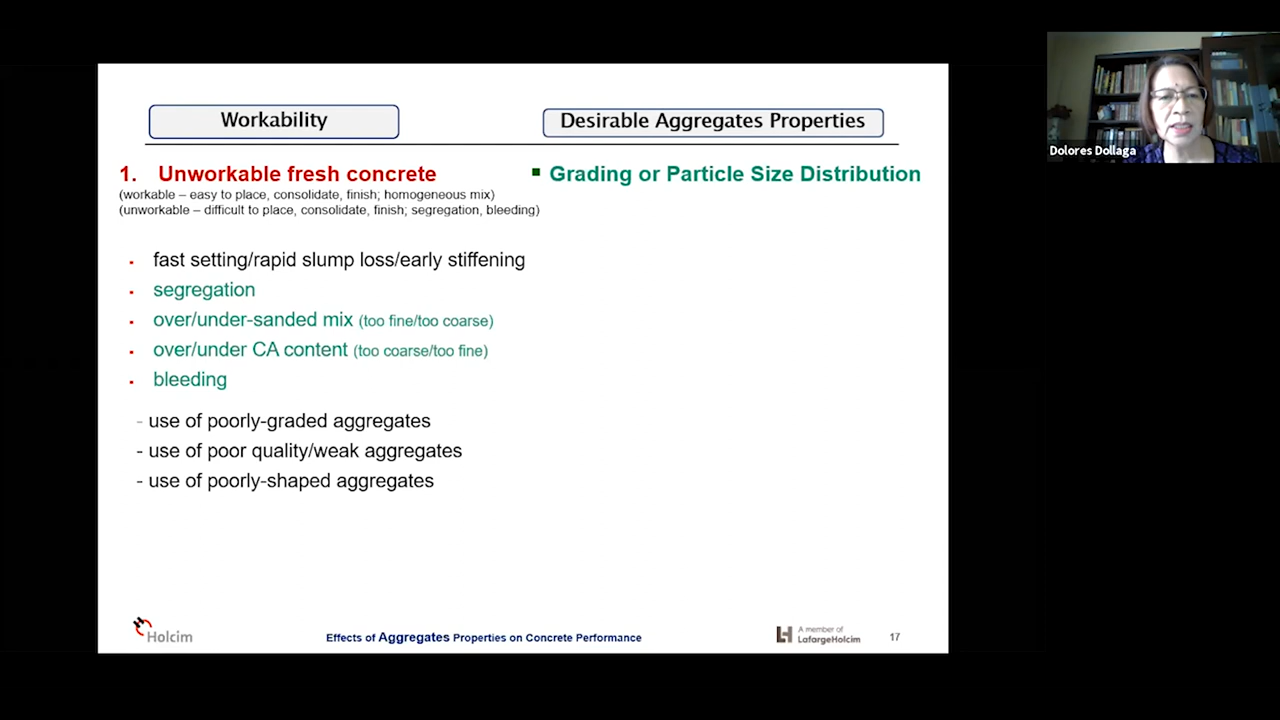 Workability
Desirable Aggregates Properties
1. Unworkable fresh concrete
(workable – easy to place, consolidate, finish; homogeneous mix)
(unworkable – difficult to place, consolidate, finish; segregation, bleeding)
▪ Grading or Particle Size Distribution
▪ fast setting/rapid slump loss/early stiffening
▪ segregation
▪ over/under-sanded mix (too fine/too coarse)
▪ over/under CA content (too coarse/too fine)
▪ bleeding
- use of poorly-graded aggregates
- use of poor quality/weak aggregates
- use of poorly-shaped aggregates
Holcim
Effects of Aggregates Properties on Concrete Performance
A member of
LafargeHolcim
17
Dolores Dollaga